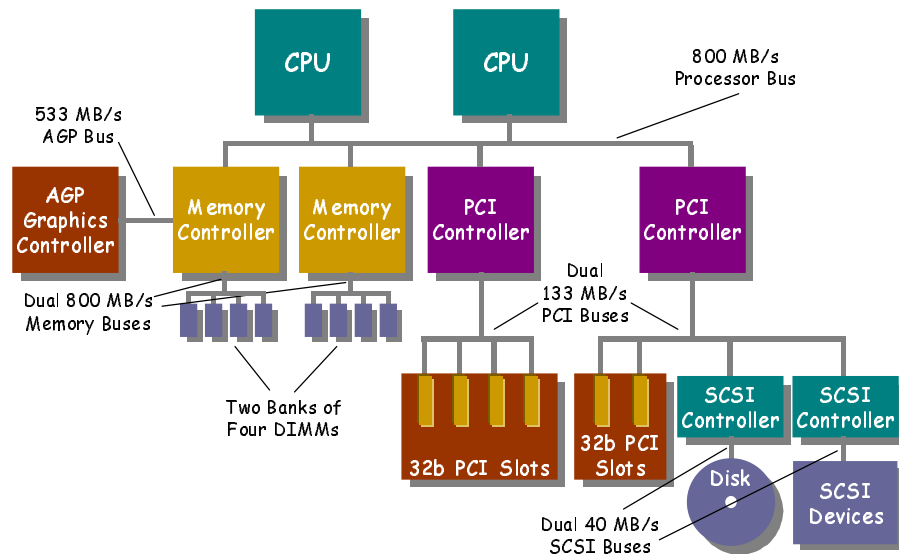 CPU
CPU
800 MB/s
Processor Bus
533 MB/s
AGP Bus
AGP
Graphics
Controller
Memory
Controller
Memory
Controller
PCI
Controller
PCI
Controller
Dual 800 MB/s
Memory Buses
Dual
133 MB/s
PCI Buses
Two Banks of
Four DIMMs
32b PCI Slots
32b PCI
Slots
SCSI
Controller
SCSI
Controller
Disk
SCSI
Devices
Dual 40 MB/s
SCSI Buses